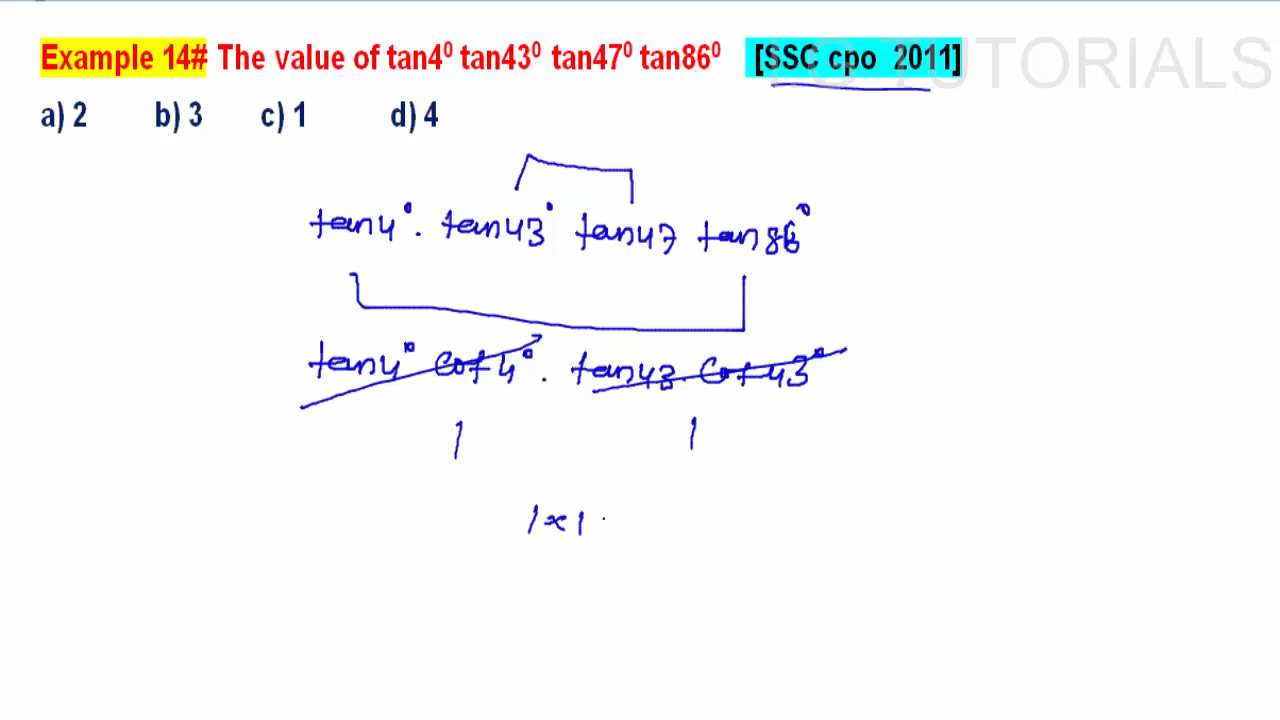 Example 14# The value of tan4⁰ tan43⁰ tan47⁰ tan86⁰ [SSC cpo 2011]
TUTORIALS
a) 2 b) 3 c) 1 d) 4
tan4°. tan43° tan47 tan86°
tan4° Cot4°. tan43. Cot43°
1 1
1×1